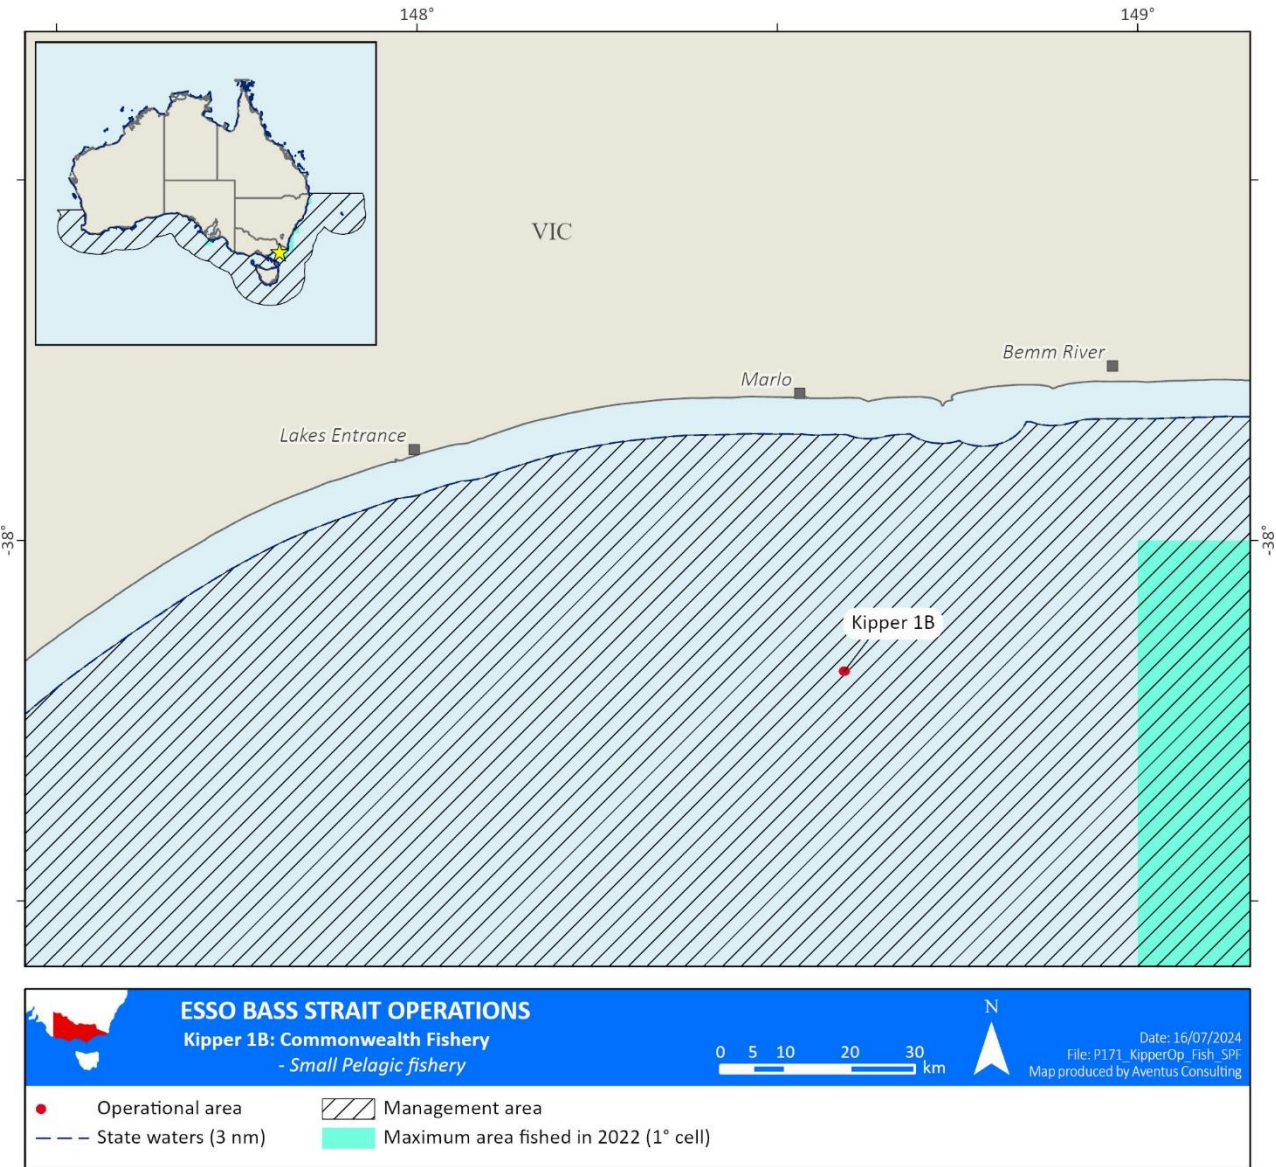 148°
149°
VIC
Bemm River
Marlo
Lakes Entrance
-38°
-38°
Kipper 1B
ESSO BASS STRAIT OPERATIONS
Kipper 1B: Commonwealth Fishery
- Small Pelagic fishery
0 5 10 20 30 km
N
Date: 16/07/2024
File: P171_KipperOp_Fish_SPF
Map produced by Aventus Consulting
Operational area
Management area
State waters (3 nm)
Maximum area fished in 2022 (1° cell)